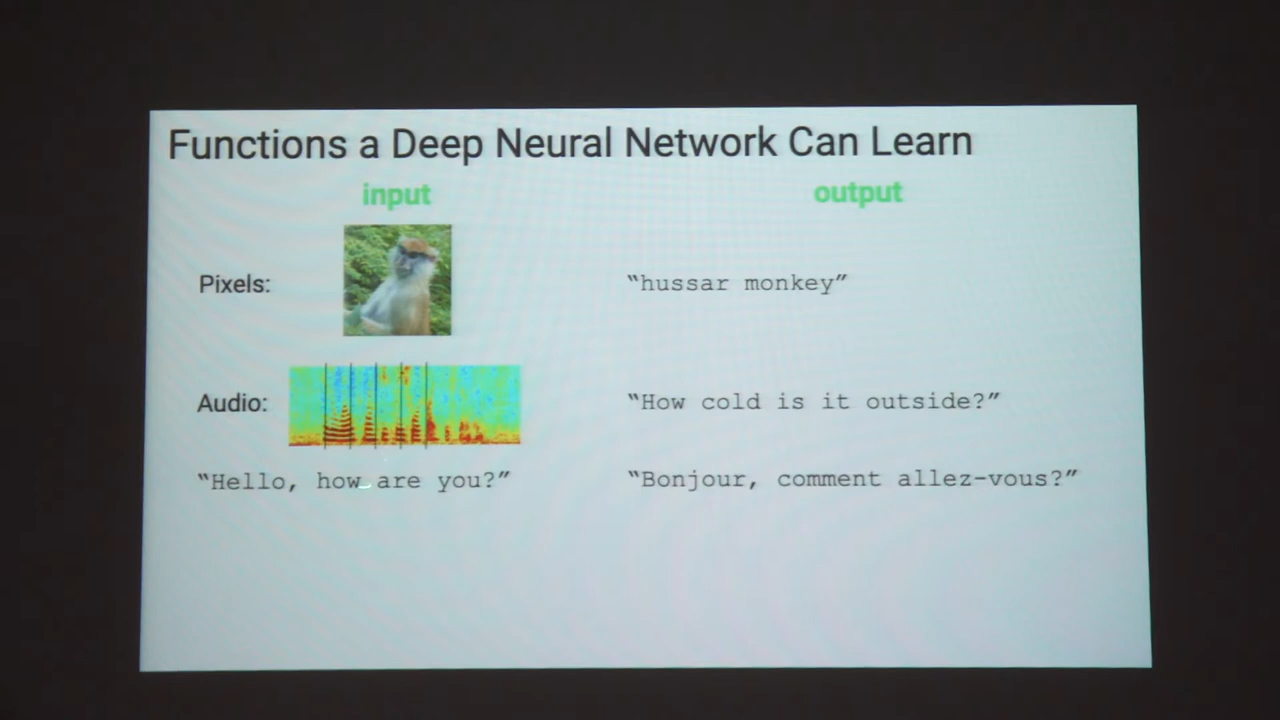 Functions a Deep Neural Network Can Learn
input output
Pixels: “hussar monkey”
Audio: “How cold is it outside?”
“Hello, how are you?” “Bonjour, comment allez-vous?”